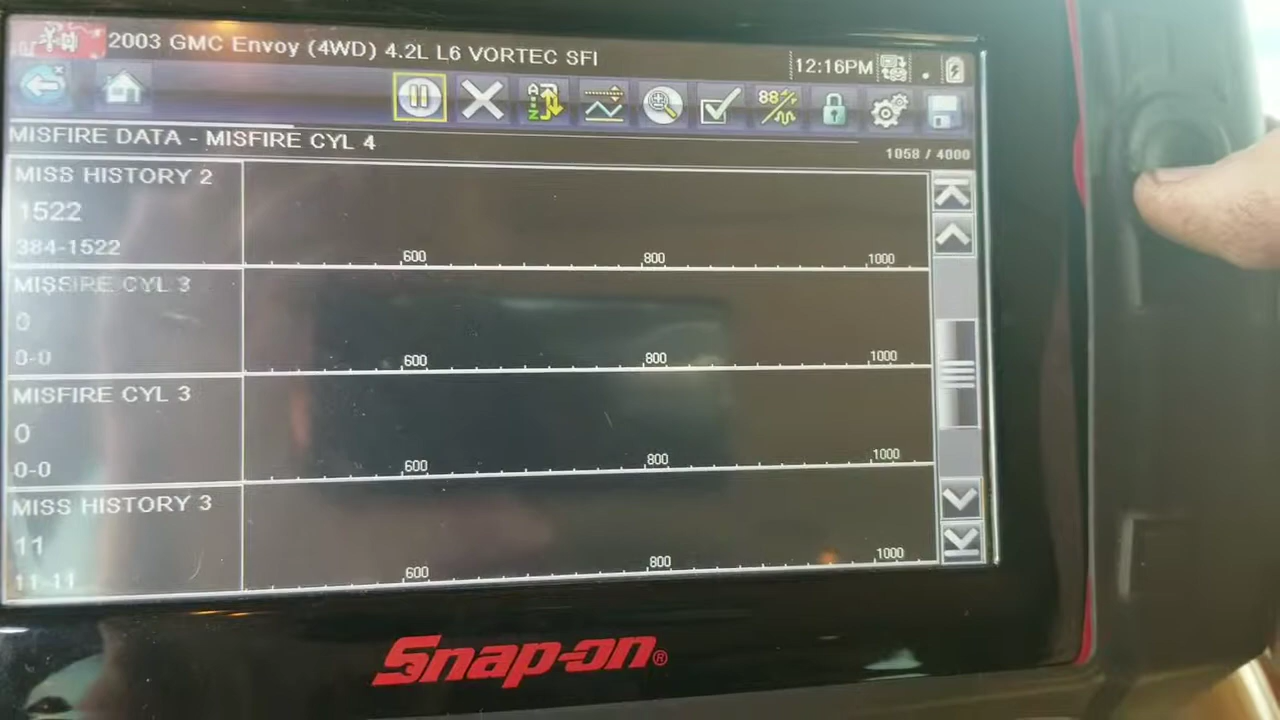 2003 GMC Envoy (4WD) 4.2L L6 VORTEC SFI
12:16PM
MISFIRE DATA - MISFIRE CYL 4
1058 / 4000
MISS HISTORY 2
1522
384-1522
600 800 1000
MISFIRE CYL 3
0
0-0
600 800 1000
MISFIRE CYL 3
0
0-0
600 800 1000
MISS HISTORY 3
11
11-11
600 800 1000
Snap-on®